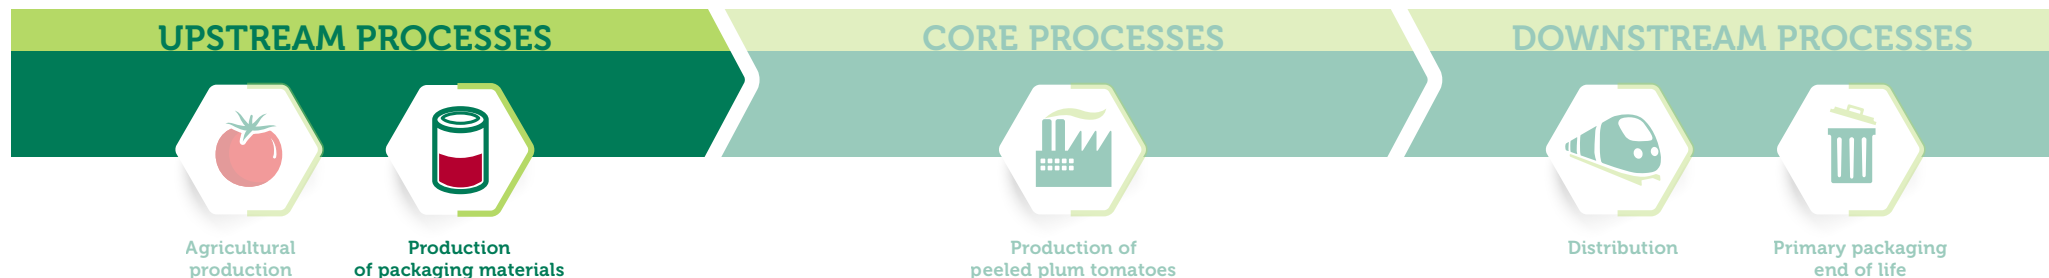 UPSTREAM PROCESSES
CORE PROCESSES
DOWNSTREAM PROCESSES
Agricultural
production
Production
of packaging materials
Production of
peeled plum tomatoes
Distribution
Primary packaging
end of life